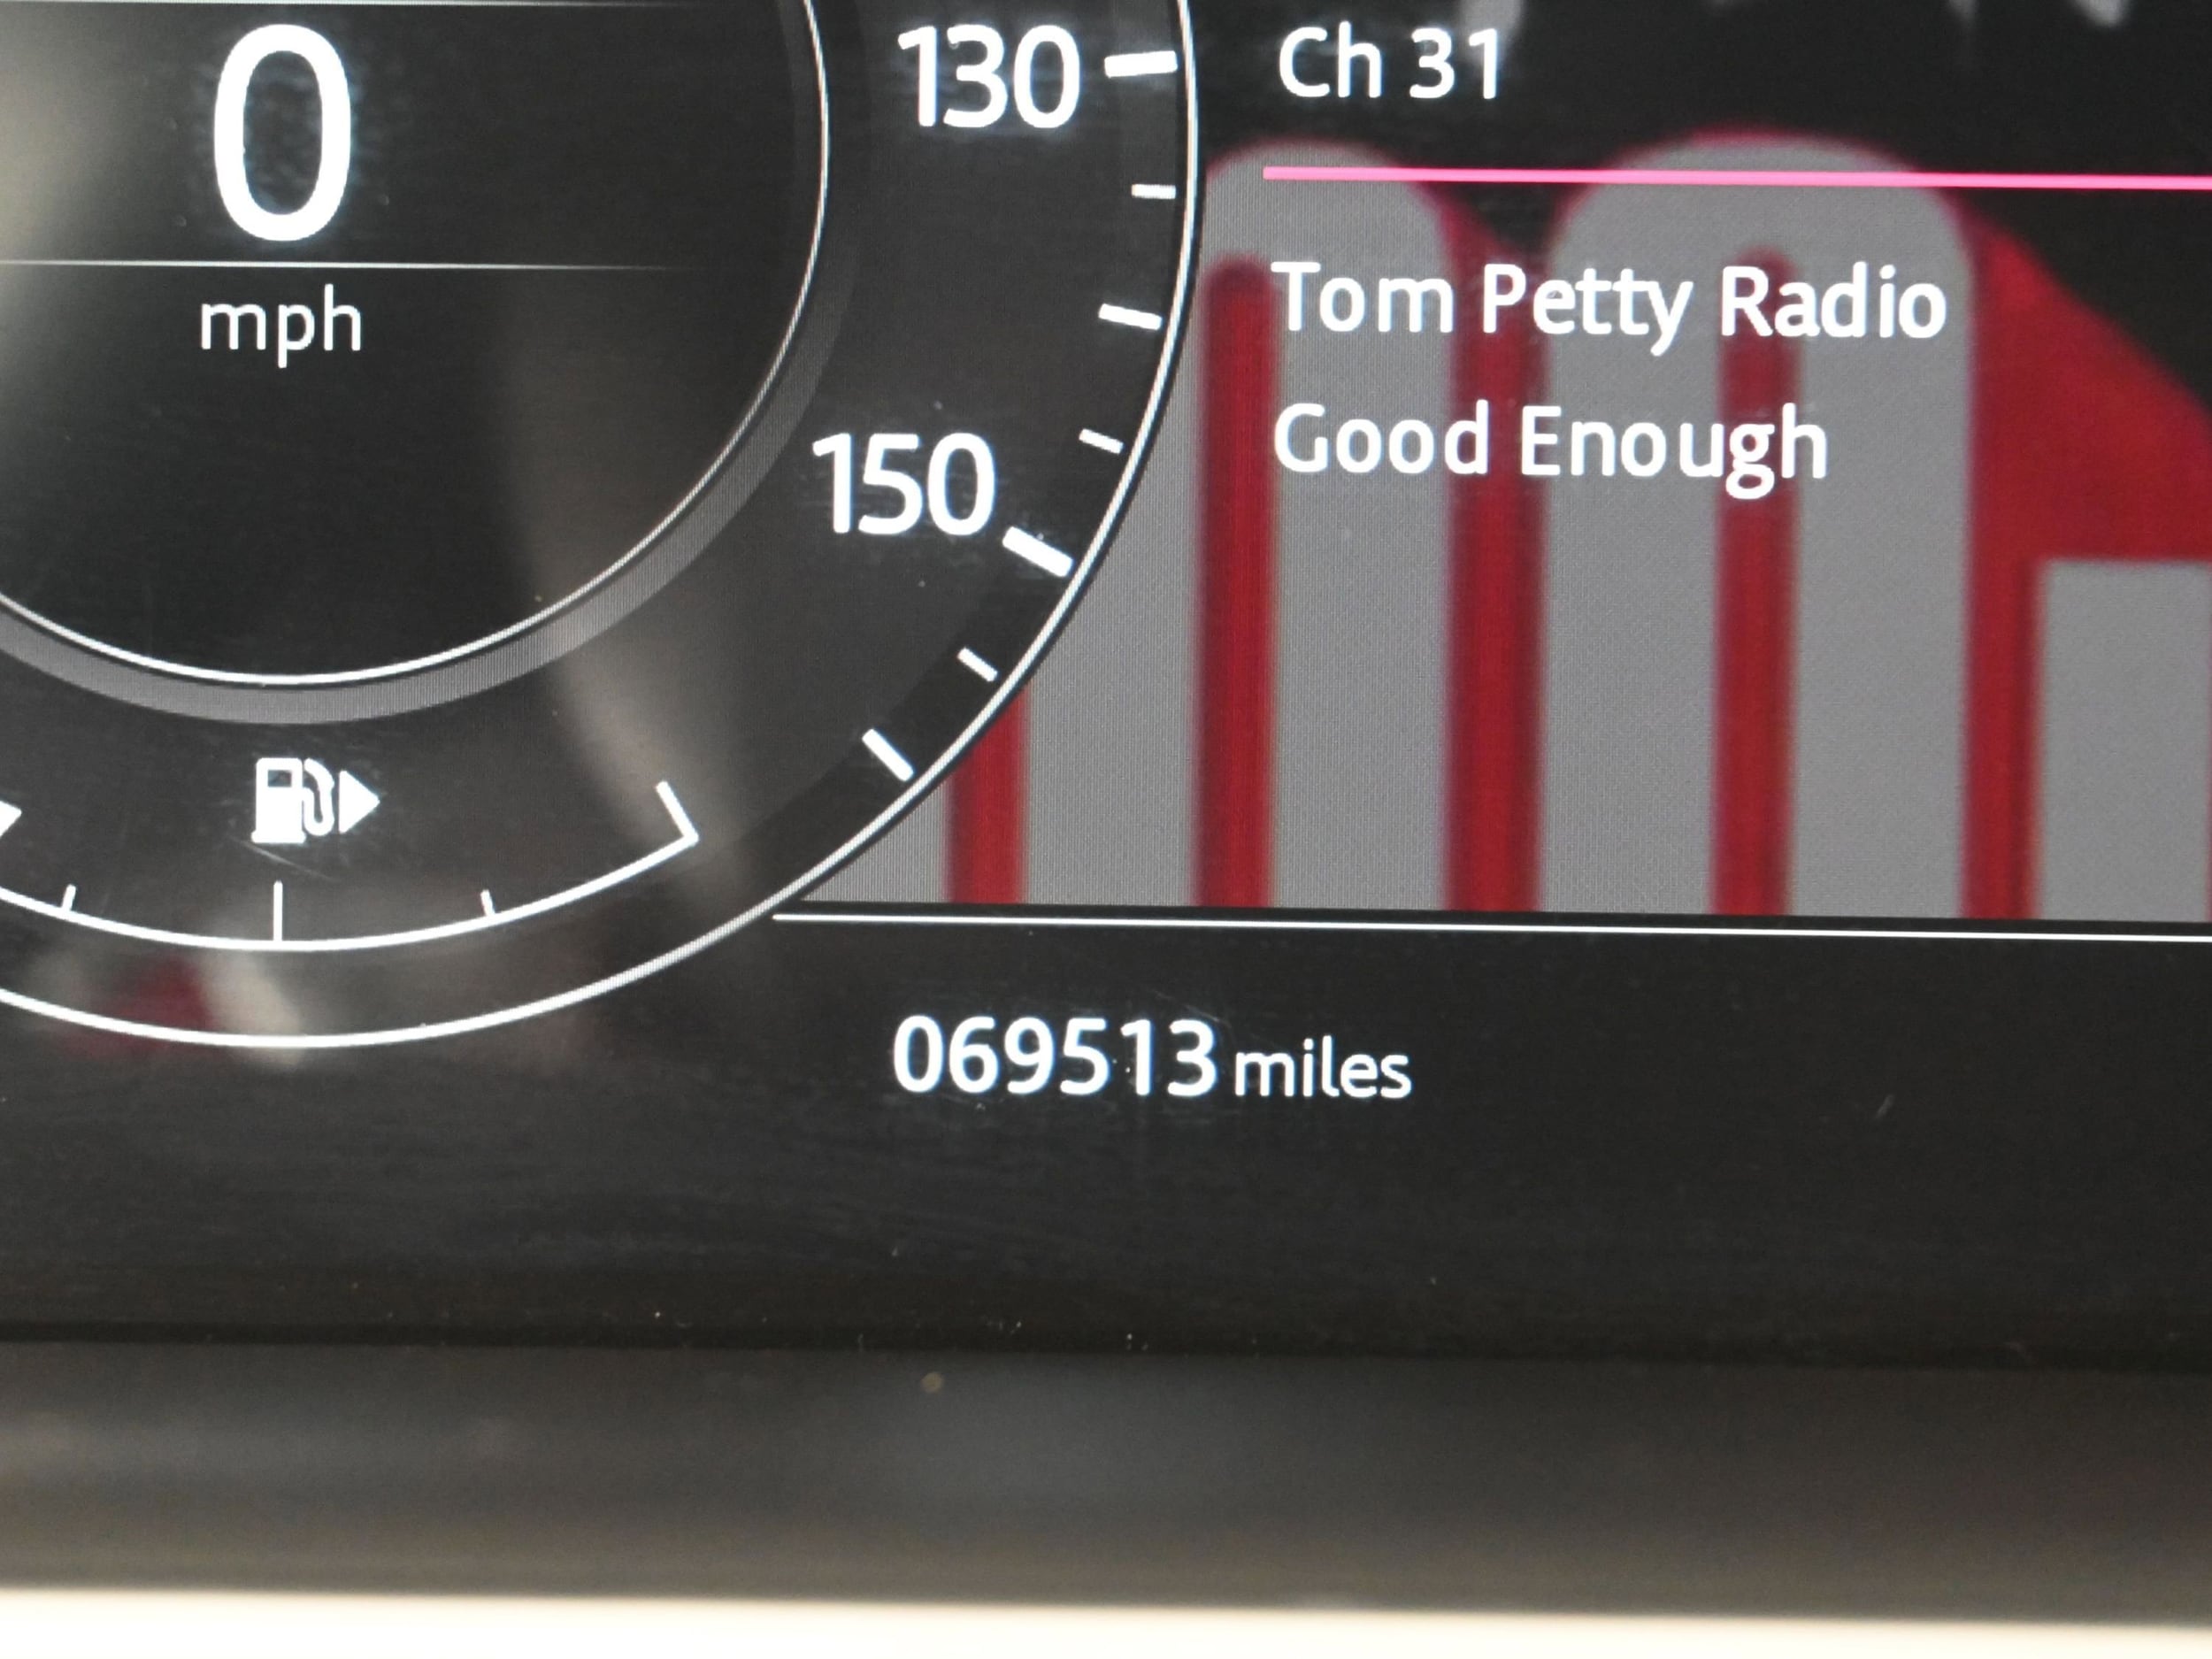 0
mph
130
150
Ch 31
Tom Petty Radio
Good Enough
069513 miles